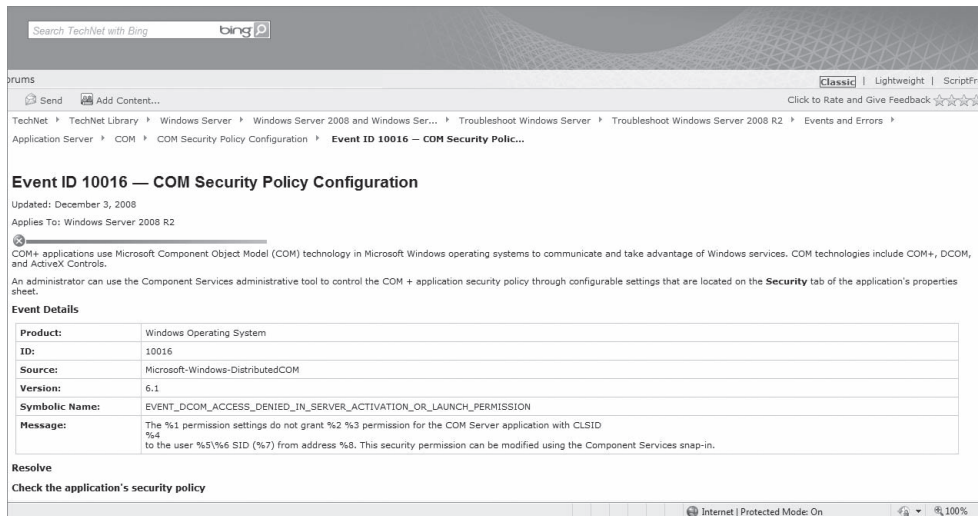 Search TechNet with Bing
bing
orums
Classic | Lightweight | ScriptFr
Send Add Content...
Click to Rate and Give Feedback
TechNet ▸ TechNet Library ▸ Windows Server ▸ Windows Server 2008 and Windows Ser... ▸ Troubleshoot Windows Server ▸ Troubleshoot Windows Server 2008 R2 ▸ Events and Errors ▸
Application Server ▸ COM ▸ COM Security Policy Configuration ▸ Event ID 10016 — COM Security Polic...
Event ID 10016 — COM Security Policy Configuration
Updated: December 3, 2008
Applies To: Windows Server 2008 R2
COM+ applications use Microsoft Component Object Model (COM) technology in Microsoft Windows operating systems to communicate and take advantage of Windows services. COM technologies include COM+, DCOM,
and ActiveX Controls.
An administrator can use the Component Services administrative tool to control the COM + application security policy through configurable settings that are located on the Security tab of the application's properties
sheet.
Event Details
Product: Windows Operating System
ID: 10016
Source: Microsoft-Windows-DistributedCOM
Version: 6.1
Symbolic Name: EVENT_DCOM_ACCESS_DENIED_IN_SERVER_ACTIVATION_OR_LAUNCH_PERMISSION
Message: The %1 permission settings do not grant %2 %3 permission for the COM Server application with CLSID
%4
to the user %5\%6 SID (%7) from address %8. This security permission can be modified using the Component Services snap-in.
Resolve
Check the application's security policy
Internet | Protected Mode: On
100%